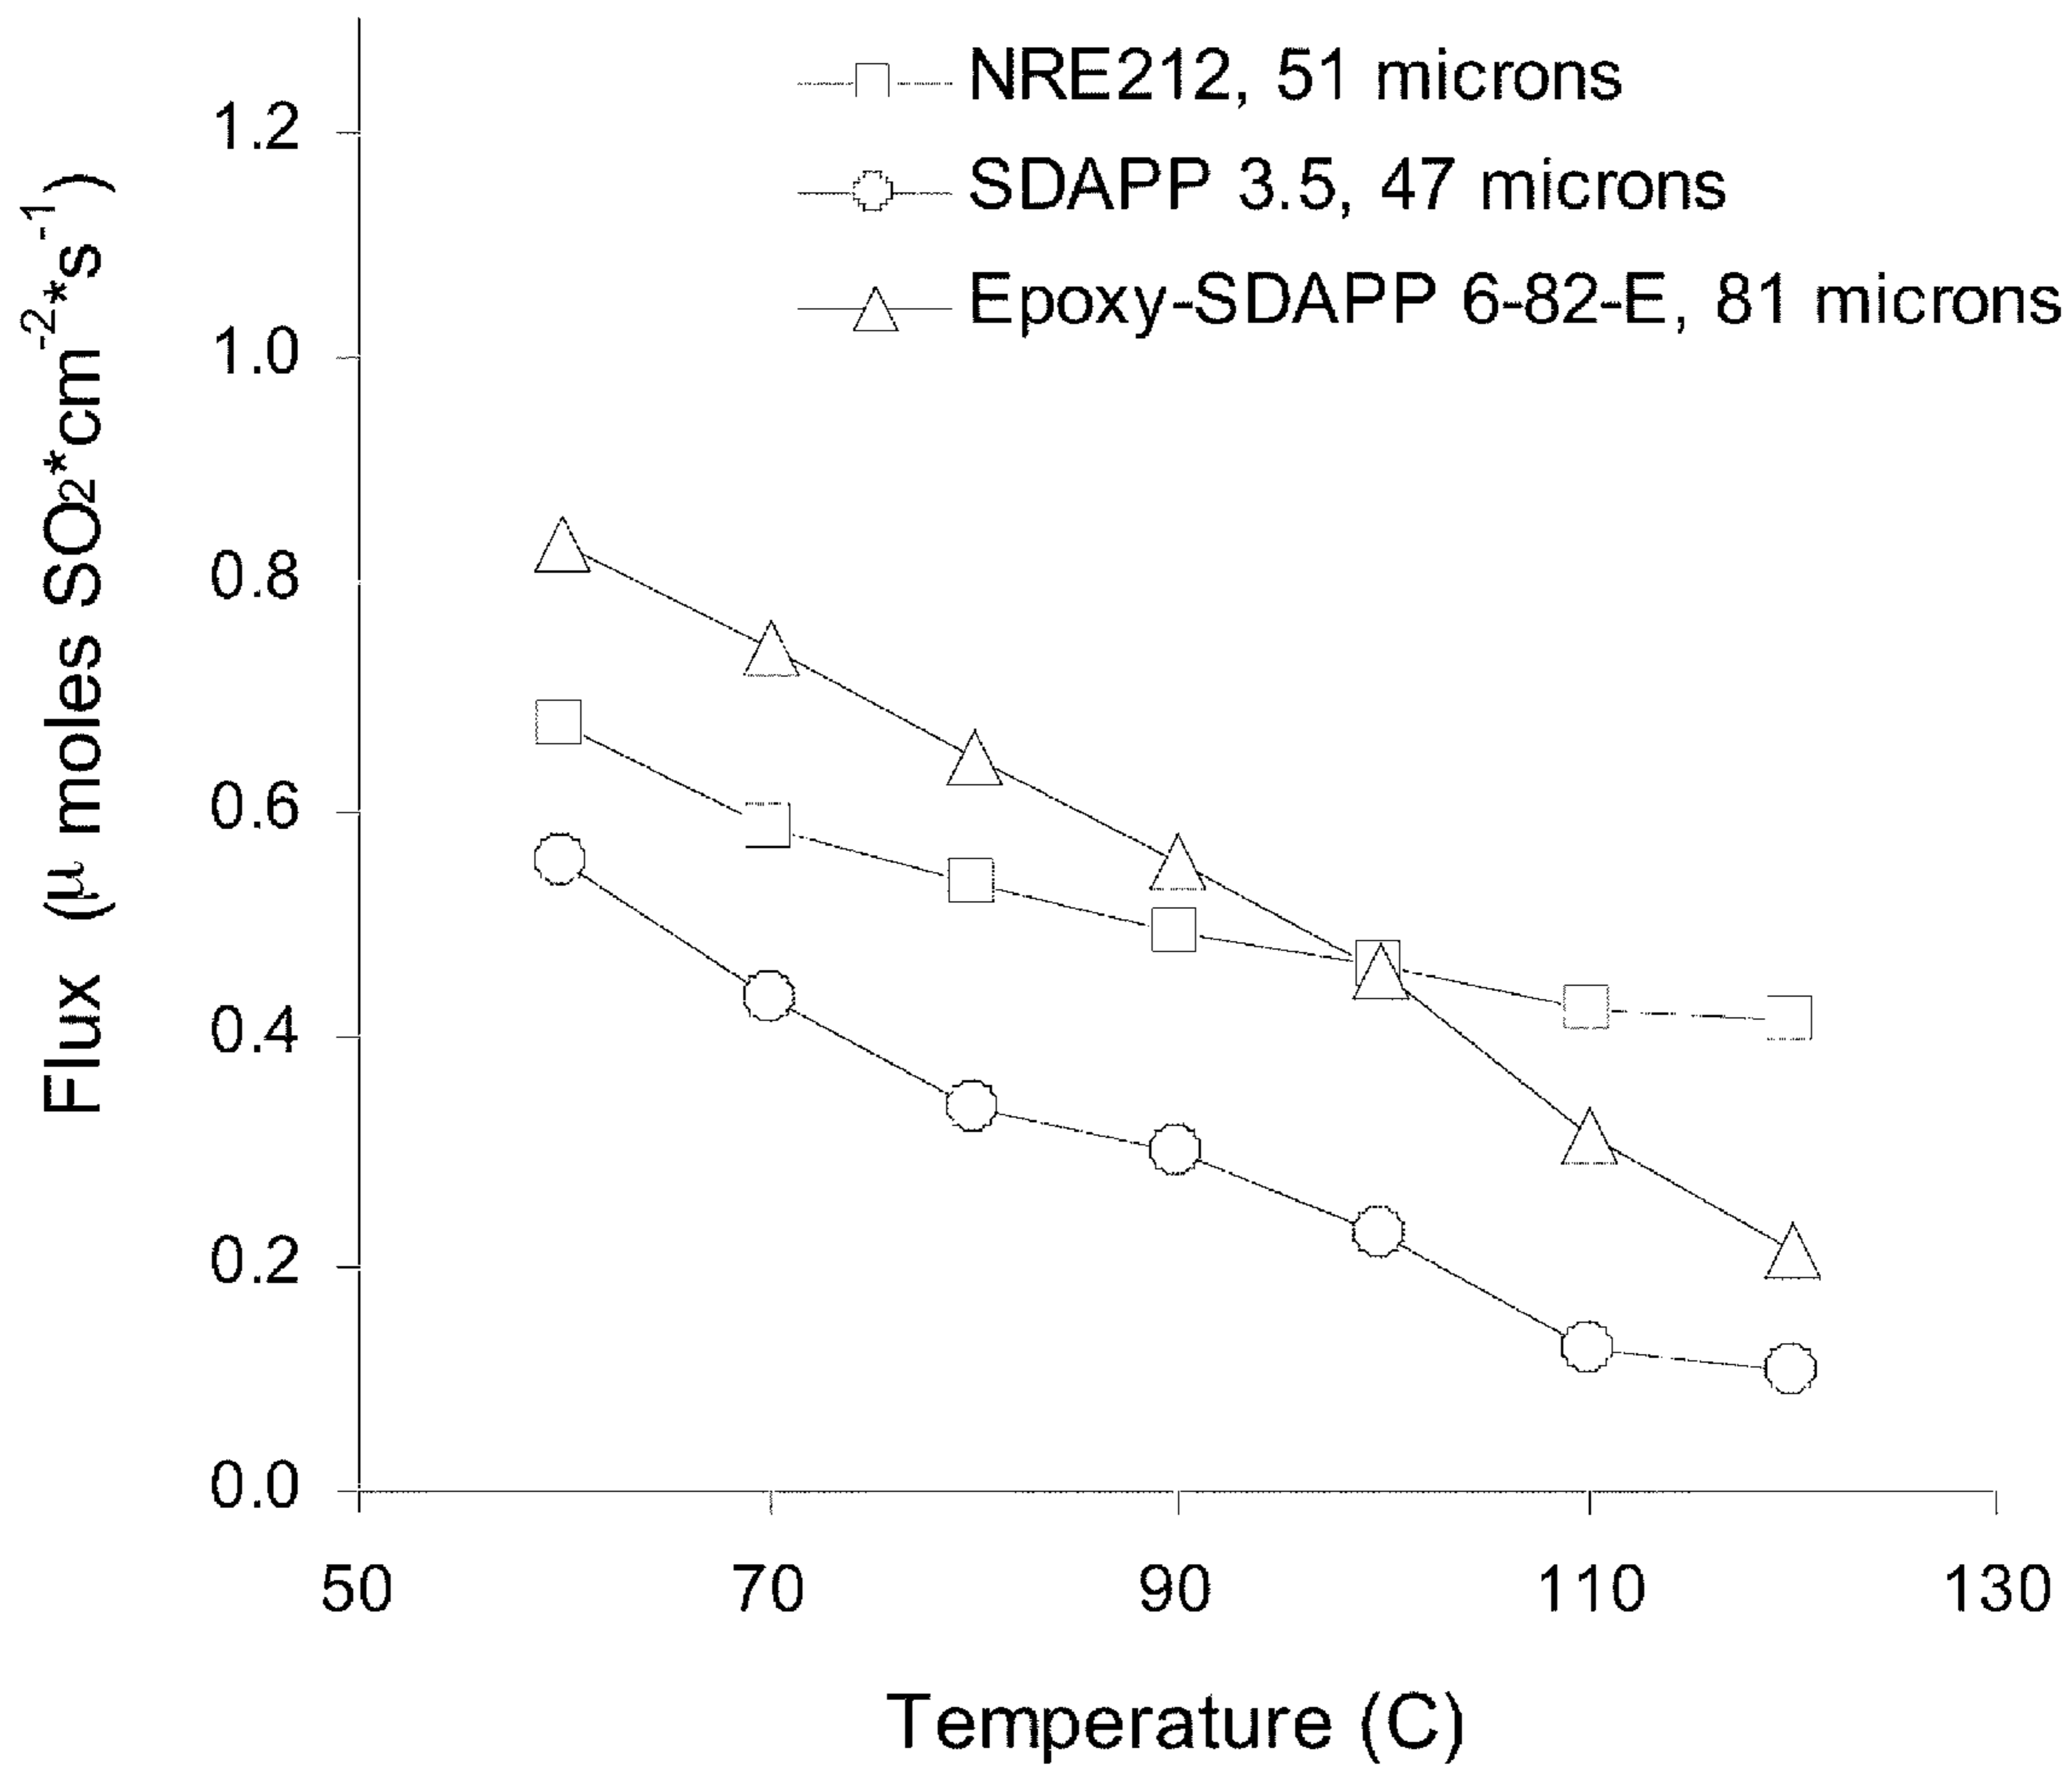 NRE212, 51 microns
SDAPP 3.5, 47 microns
Epoxy-SDAPP 6-82-E, 81 microns
Flux (μ moles SO₂*cm⁻²*s⁻¹)
1.2
1.0
0.8
0.6
0.4
0.2
0.0
50 70 90 110 130
Temperature (C)